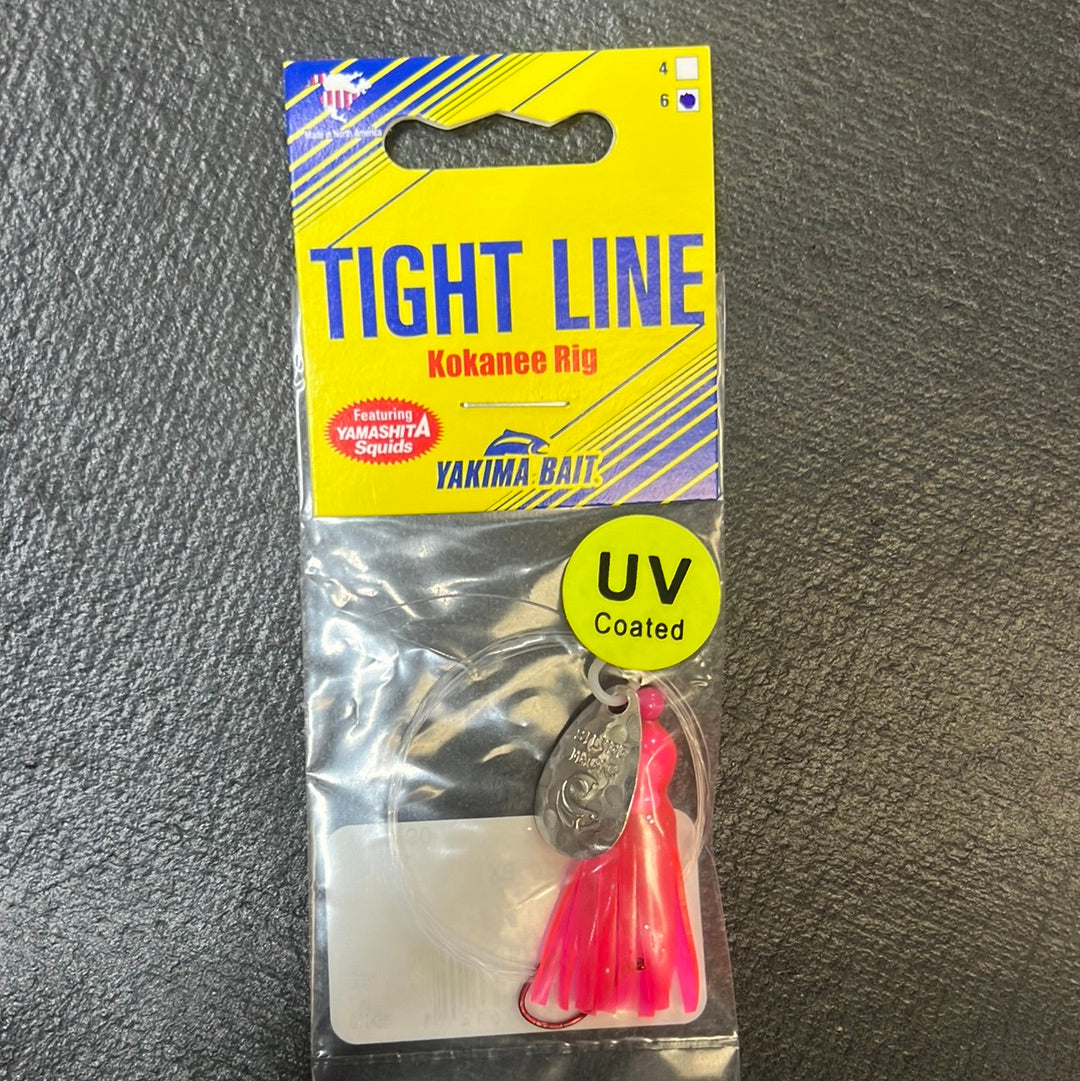 4
6
Made in North America
TIGHT LINE
Kokanee Rig
Featuring
YAMASHITA
Squids
YAKIMA BAIT
UV
Coated